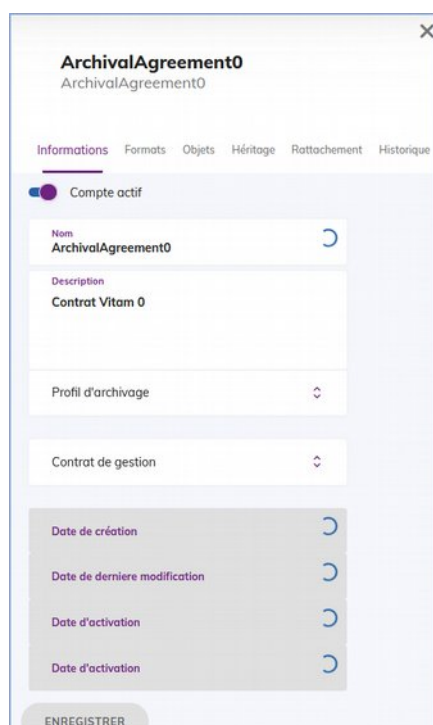 ArchivalAgreement0
ArchivalAgreement0
Informations Formats Objets Héritage Rattachement Historique
Compte actif
Nom
ArchivalAgreement0
Description
Contrat Vitam 0
Profil d'archivage
Contrat de gestion
Date de création
Date de derniere modification
Date d'activation
Date d'activation
ENREGISTRER